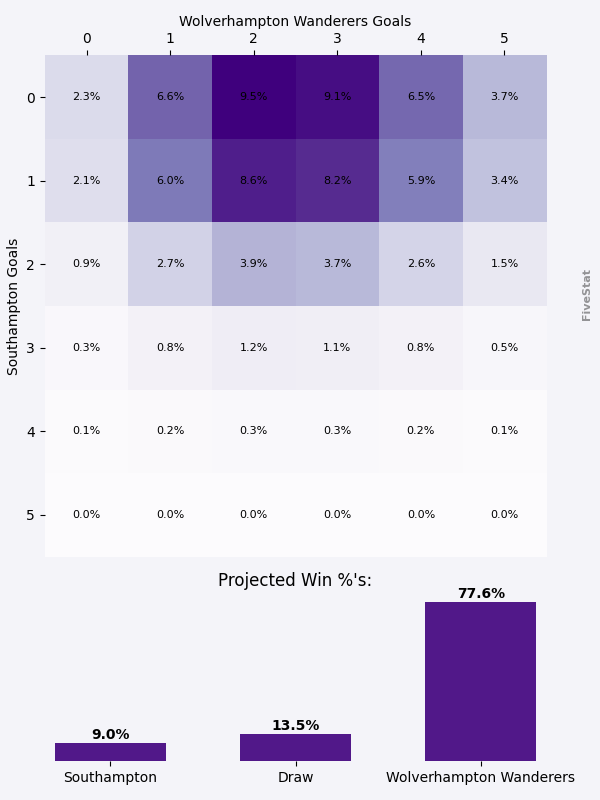 Wolverhampton Wanderers Goals
0 1 2 3 4 5
0 2.3% 6.6% 9.5% 9.1% 6.5% 3.7%
1 2.1% 6.0% 8.6% 8.2% 5.9% 3.4%
2 0.9% 2.7% 3.9% 3.7% 2.6% 1.5%
3 0.3% 0.8% 1.2% 1.1% 0.8% 0.5%
4 0.1% 0.2% 0.3% 0.3% 0.2% 0.1%
5 0.0% 0.0% 0.0% 0.0% 0.0% 0.0%
Southampton Goals
FiveStat
Projected Win %'s:
9.0% 13.5% 77.6%
Southampton Draw Wolverhampton Wanderers